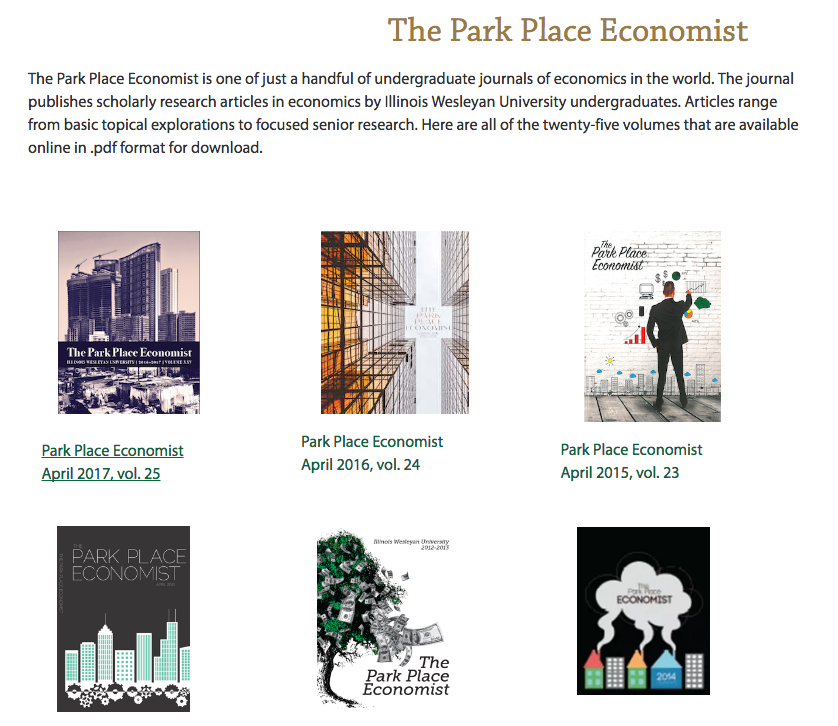 The Park Place Economist
The Park Place Economist is one of just a handful of undergraduate journals of economics in the world. The journal
publishes scholarly research articles in economics by Illinois Wesleyan University undergraduates. Articles range
from basic topical explorations to focused senior research. Here are all of the twenty-five volumes that are available
online in .pdf format for download.
The Park Place Economist
ILLINOIS WESLEYAN UNIVERSITY | 2016-2017 | VOLUME XXV
THE
PARK
PLACE
ECONOMIST
The
Park Place
Economist
Park Place Economist
April 2017, vol. 25
Park Place Economist
April 2016, vol. 24
Park Place Economist
April 2015, vol. 23
THE
PARK PLACE
ECONOMIST
Illinois Wesleyan University
2012-2013
The
Park Place
Economist
The
Park Place
ECONOMIST
2014